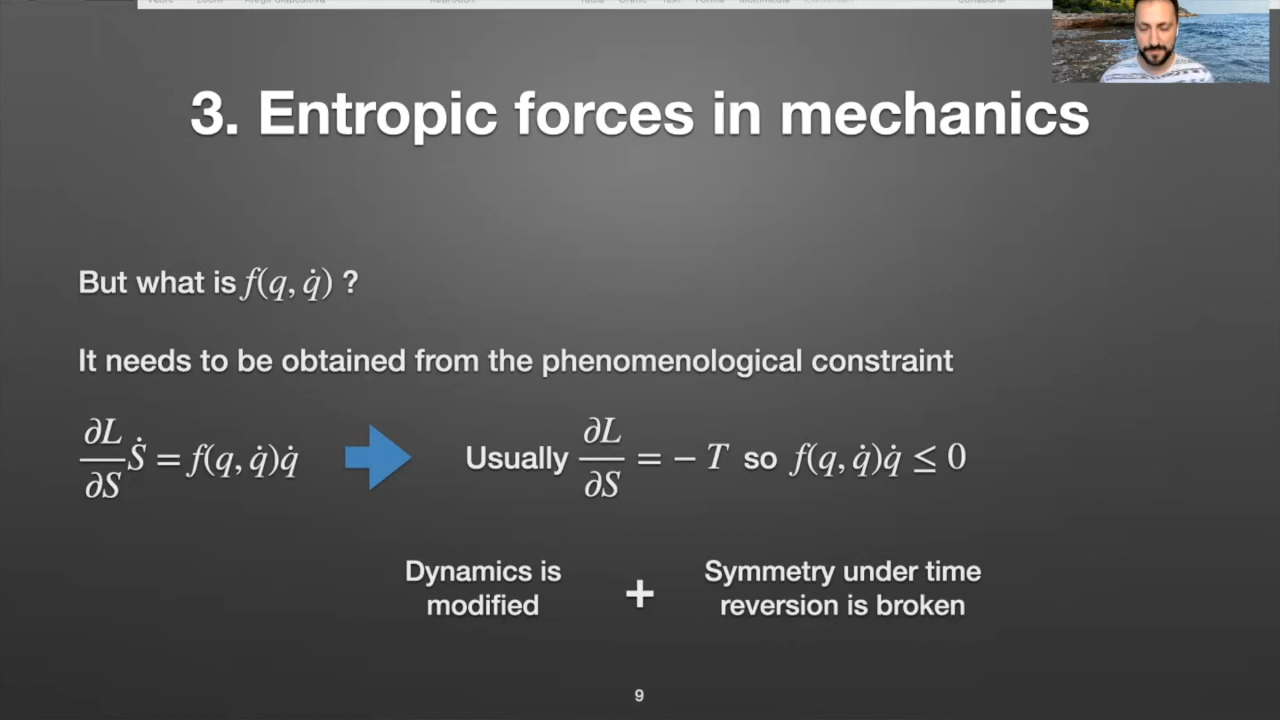 3. Entropic forces in mechanics
But what is f(q, q̇) ?
It needs to be obtained from the phenomenological constraint
∂L/∂S Ṡ = f(q, q̇)q̇
Usually ∂L/∂S = − T so f(q, q̇)q̇ ≤ 0
Dynamics is
modified
+
Symmetry under time
reversion is broken
9